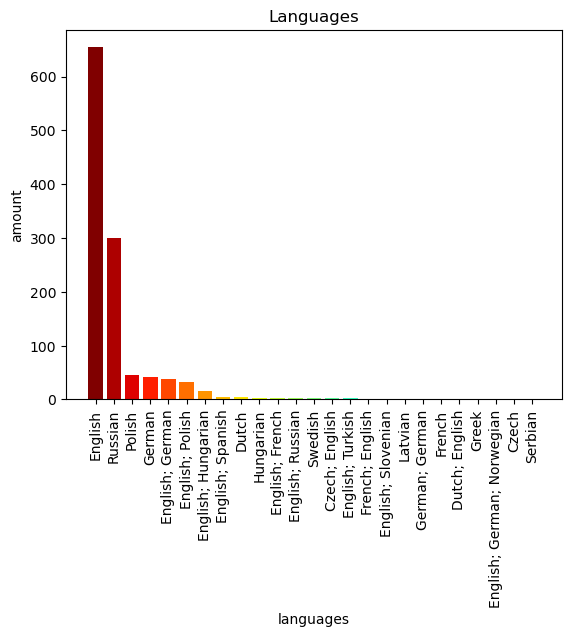 Languages
amount
600
500
400
300
200
100
0
English
Russian
Polish
German
English; German
English; Polish
English; Hungarian
English; Spanish
Dutch
Hungarian
English; French
English; Russian
Swedish
Czech; English
English; Turkish
French; English
English; Slovenian
Latvian
German; German
French
Dutch; English
Greek
English; German; Norwegian
Czech
Serbian
languages